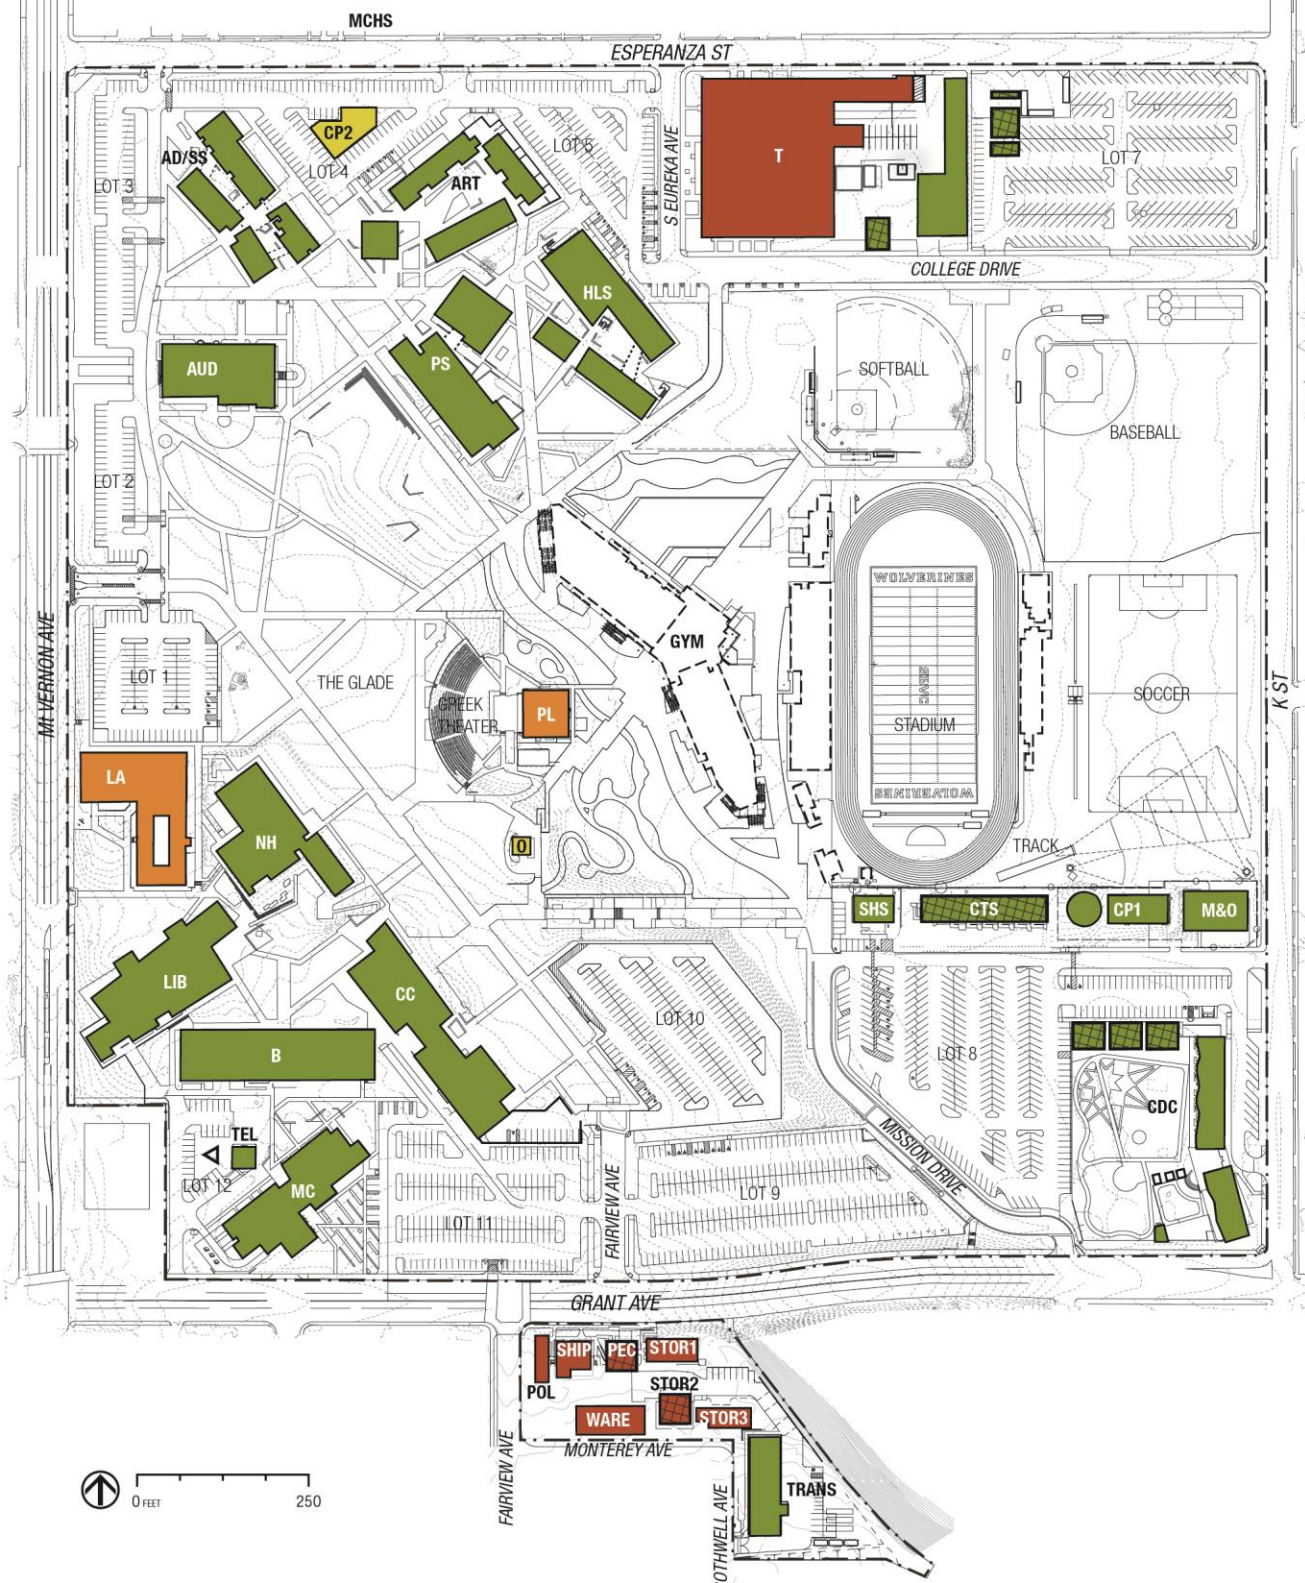 MCHS
ESPERANZA ST
CP2
AD/SS
LOT 4
LOT 5
LOT 3
ART
S EUREKA AVE
T
LOT 7
COLLEGE DRIVE
HLS
PS
AUD
SOFTBALL
BASEBALL
LOT 2
WOLVERINES
MT VERNON AVE
GYM
THE GLADE
LOT 1
GREEK
THEATER
PL
SBVC
STADIUM
SOCCER
K ST
LA
WOLVERINES
NH
O
TRACK
SHS
CTS
CP1
M&O
LIB
CC
LOT 10
B
LOT 8
CDC
TEL
MISSION DRIVE
LOT 12
MC
LOT 9
LOT 11
FAIRVIEW AVE
GRANT AVE
SHIP
PEC
STOR1
POL
STOR2
WARE
STOR3
MONTEREY AVE
FAIRVIEW AVE
TRANS
OTHWELL AVE
0 FEET
250